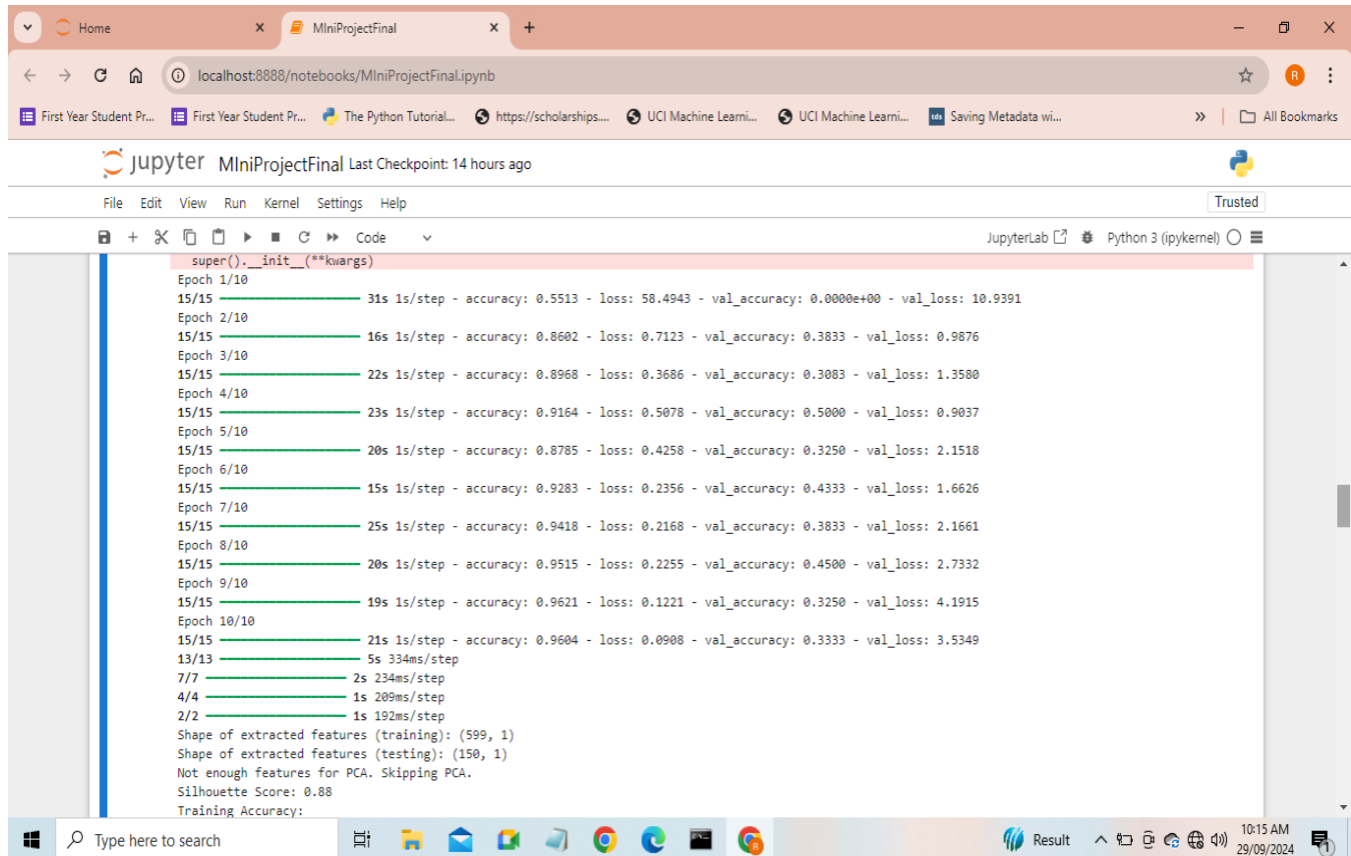 Home
MIniProjectFinal
localhost:8888/notebooks/MIniProjectFinal.ipynb
R
First Year Student Pr... First Year Student Pr... The Python Tutorial... https://scholarships.... UCI Machine Learni... UCI Machine Learni... tds Saving Metadata wi... » All Bookmarks
jupyter MIniProjectFinal Last Checkpoint: 14 hours ago
File Edit View Run Kernel Settings Help Trusted
Code JupyterLab Python 3 (ipykernel)
super().__init__(**kwargs)
Epoch 1/10
15/15 31s 1s/step - accuracy: 0.5513 - loss: 58.4943 - val_accuracy: 0.0000e+00 - val_loss: 10.9391
Epoch 2/10
15/15 16s 1s/step - accuracy: 0.8602 - loss: 0.7123 - val_accuracy: 0.3833 - val_loss: 0.9876
Epoch 3/10
15/15 22s 1s/step - accuracy: 0.8968 - loss: 0.3686 - val_accuracy: 0.3083 - val_loss: 1.3580
Epoch 4/10
15/15 23s 1s/step - accuracy: 0.9164 - loss: 0.5078 - val_accuracy: 0.5000 - val_loss: 0.9037
Epoch 5/10
15/15 20s 1s/step - accuracy: 0.8785 - loss: 0.4258 - val_accuracy: 0.3250 - val_loss: 2.1518
Epoch 6/10
15/15 15s 1s/step - accuracy: 0.9283 - loss: 0.2356 - val_accuracy: 0.4333 - val_loss: 1.6626
Epoch 7/10
15/15 25s 1s/step - accuracy: 0.9418 - loss: 0.2168 - val_accuracy: 0.3833 - val_loss: 2.1661
Epoch 8/10
15/15 20s 1s/step - accuracy: 0.9515 - loss: 0.2255 - val_accuracy: 0.4500 - val_loss: 2.7332
Epoch 9/10
15/15 19s 1s/step - accuracy: 0.9621 - loss: 0.1221 - val_accuracy: 0.3250 - val_loss: 4.1915
Epoch 10/10
15/15 21s 1s/step - accuracy: 0.9604 - loss: 0.0908 - val_accuracy: 0.3333 - val_loss: 3.5349
13/13 5s 334ms/step
7/7 2s 234ms/step
4/4 1s 209ms/step
2/2 1s 192ms/step
Shape of extracted features (training): (599, 1)
Shape of extracted features (testing): (150, 1)
Not enough features for PCA. Skipping PCA.
Silhouette Score: 0.88
Training Accuracy:
Type here to search Result 10:15 AM
29/09/2024